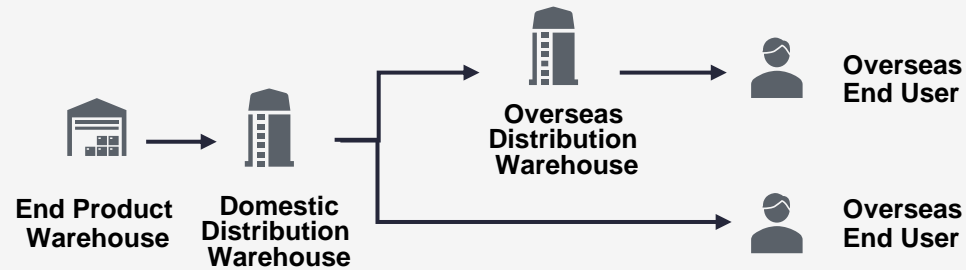 Overseas
End User
Overseas
Distribution
Warehouse
End Product
Warehouse
Domestic
Distribution
Warehouse
Overseas
End User